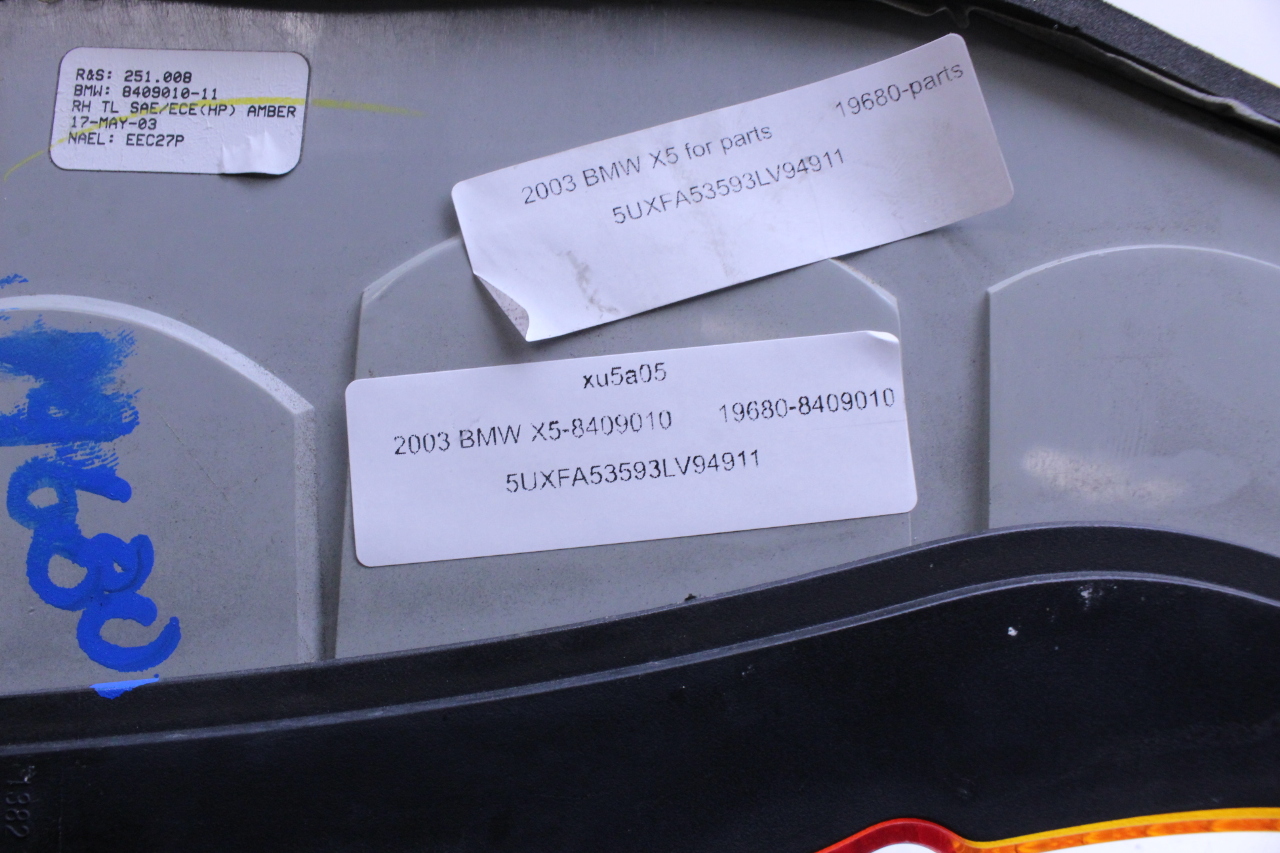 R&S: 251.008
BMW: 8409010-11
RH TL SAE/ECE(HP) AMBER
17-MAY-03
NAEL: EEC27P
19680-parts
2003 BMW X5 for parts
5UXFA53593LV94911
xu5a05
2003 BMW X5-8409010 19680-8409010
5UXFA53593LV94911
19680